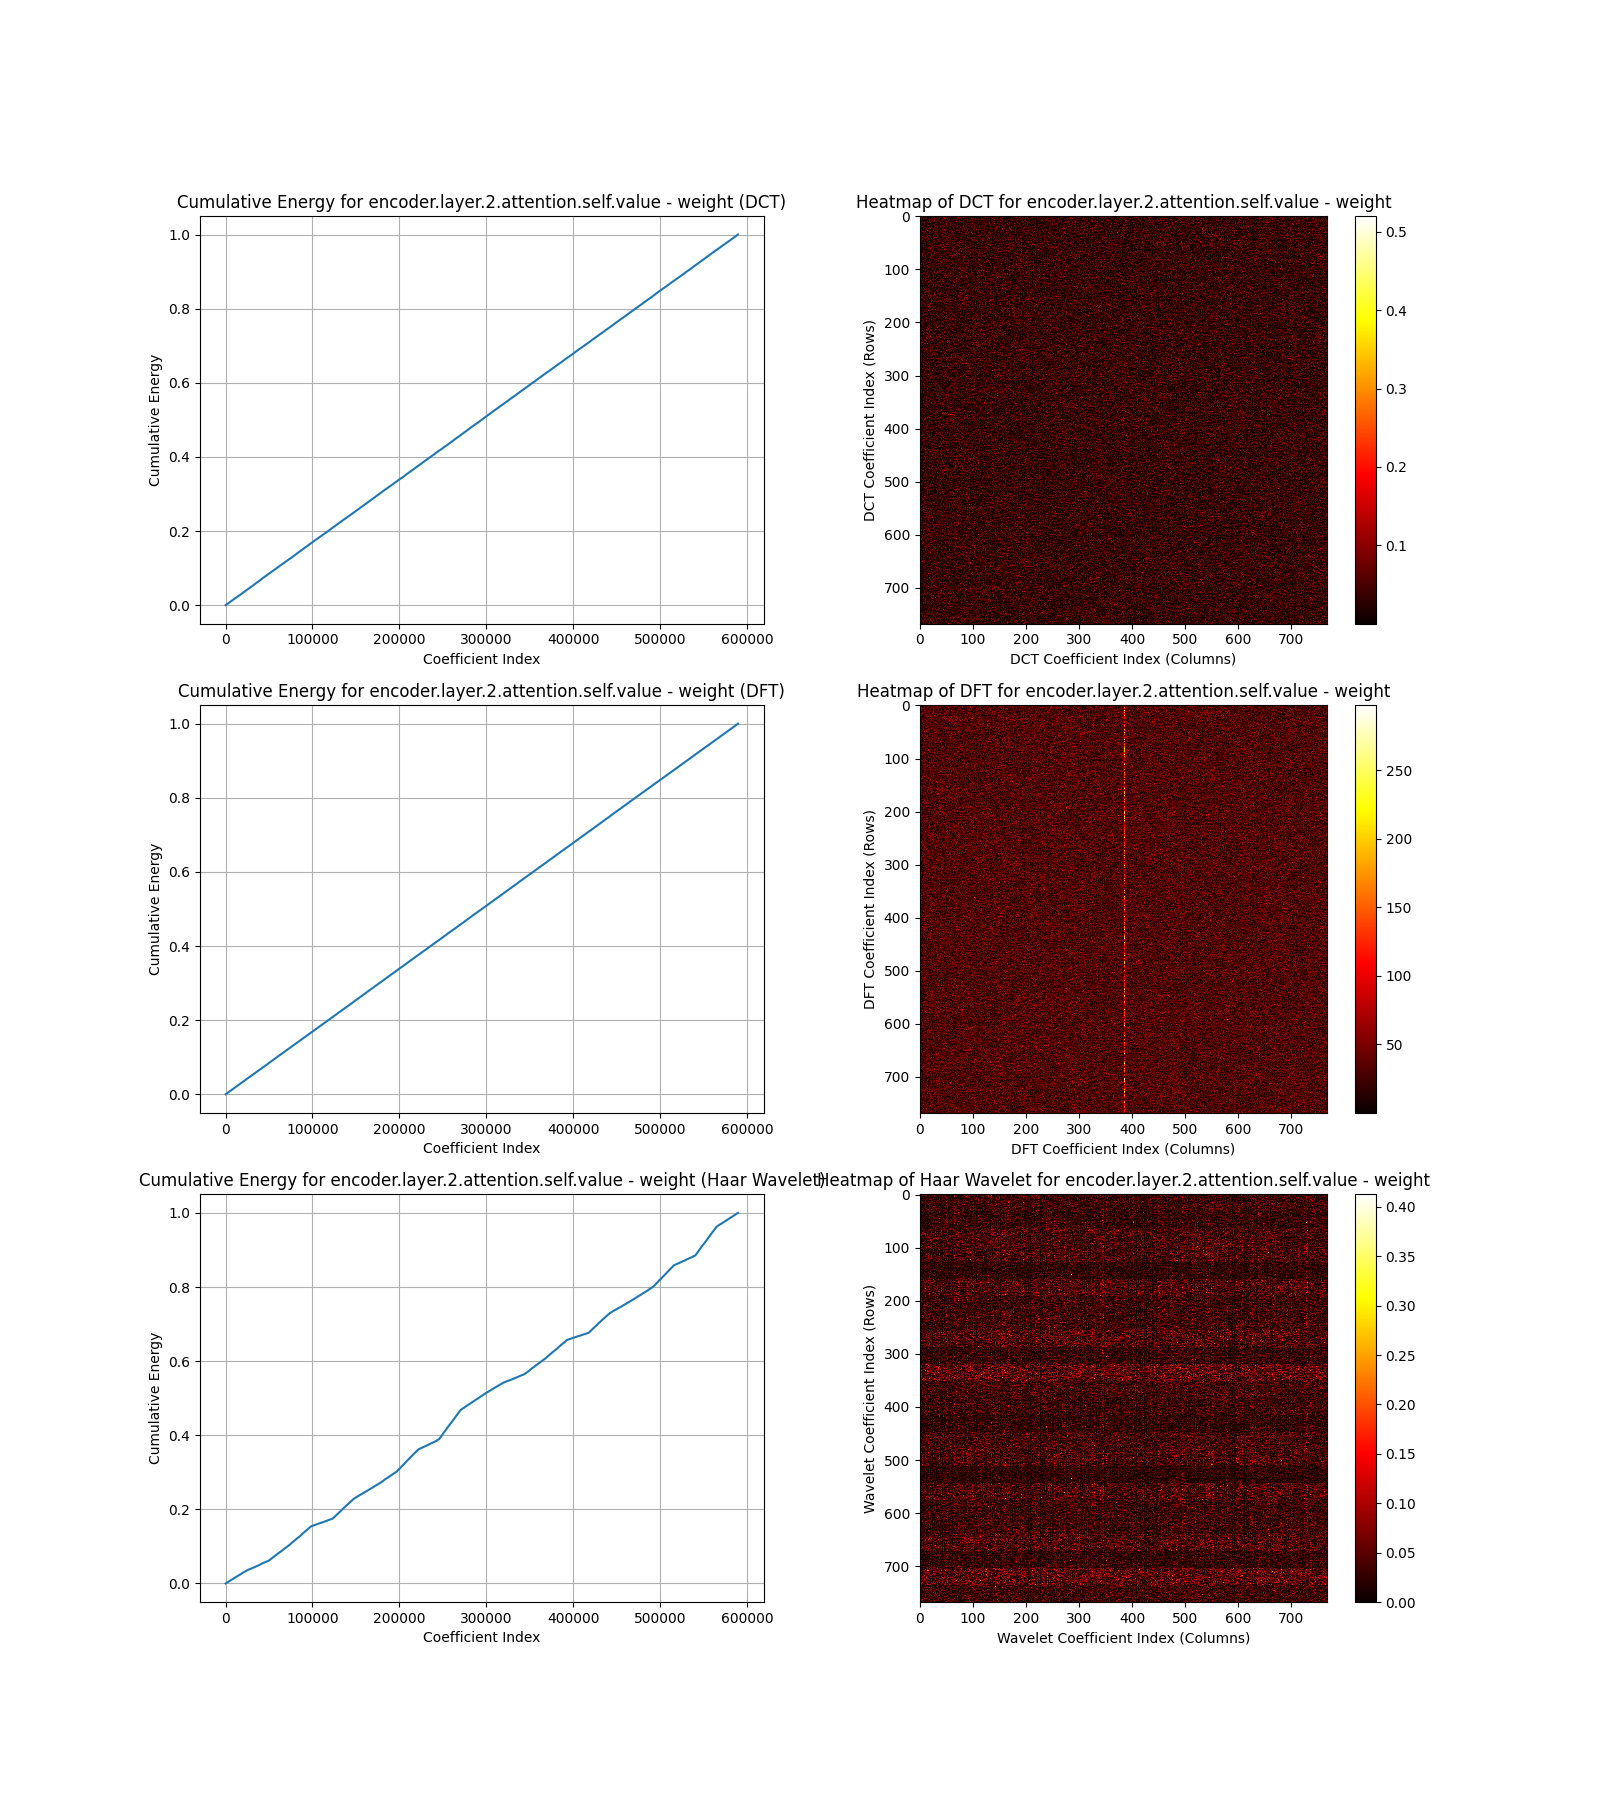 Cumulative Energy for encoder.layer.2.attention.self.value - weight (DCT)
1.0
0.8
0.6
0.4
0.2
0.0
Cumulative Energy
0 100000 200000 300000 400000 500000 600000
Coefficient Index
Heatmap of DCT for encoder.layer.2.attention.self.value - weight
0
100
200
300
400
500
600
700
DCT Coefficient Index (Rows)
0 100 200 300 400 500 600 700
DCT Coefficient Index (Columns)
0.5
0.4
0.3
0.2
0.1
Cumulative Energy for encoder.layer.2.attention.self.value - weight (DFT)
1.0
0.8
0.6
0.4
0.2
0.0
Cumulative Energy
0 100000 200000 300000 400000 500000 600000
Coefficient Index
Heatmap of DFT for encoder.layer.2.attention.self.value - weight
0
100
200
300
400
500
600
700
DFT Coefficient Index (Rows)
0 100 200 300 400 500 600 700
DFT Coefficient Index (Columns)
250
200
150
100
50
Cumulative Energy for encoder.layer.2.attention.self.value - weight (Haar Wavelet)
1.0
0.8
0.6
0.4
0.2
0.0
Cumulative Energy
0 100000 200000 300000 400000 500000 600000
Coefficient Index
Heatmap of Haar Wavelet for encoder.layer.2.attention.self.value - weight
0
100
200
300
400
500
600
700
Wavelet Coefficient Index (Rows)
0 100 200 300 400 500 600 700
Wavelet Coefficient Index (Columns)
0.40
0.35
0.30
0.25
0.20
0.15
0.10
0.05
0.00